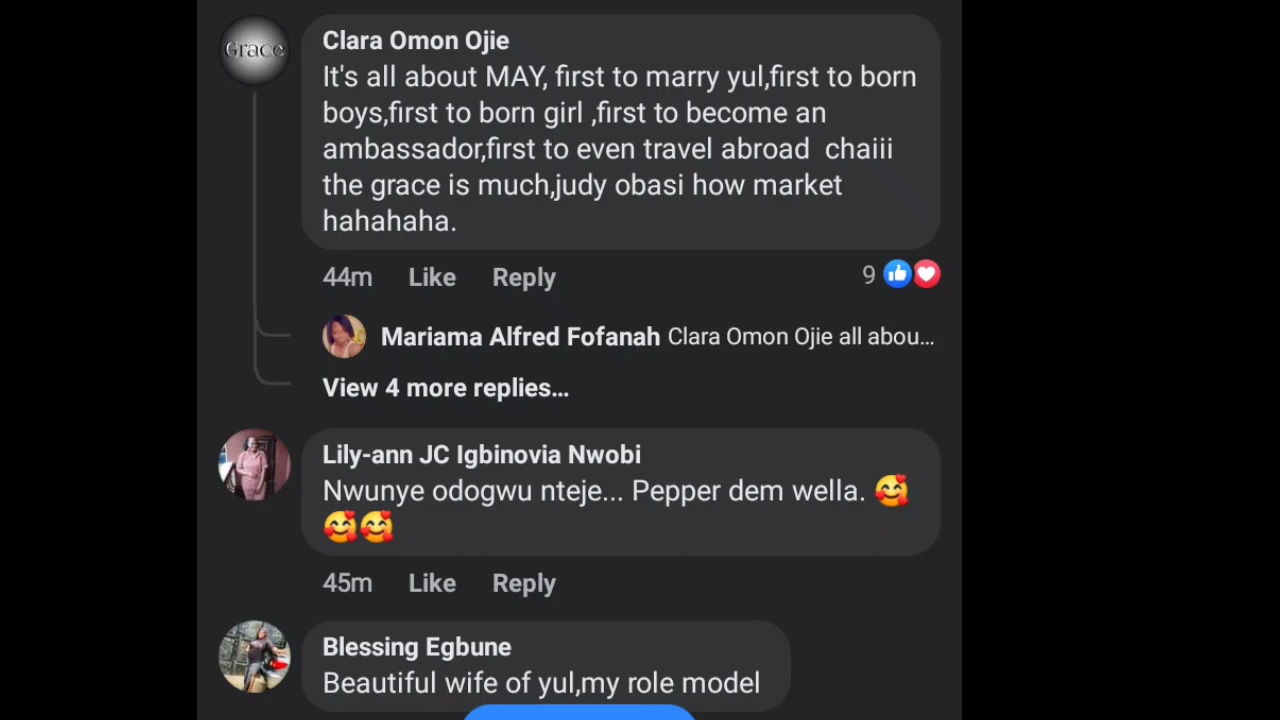 Grace
Clara Omon Ojie
It's all about MAY, first to marry yul,first to born
boys,first to born girl ,first to become an
ambassador,first to even travel abroad  chaiii
the grace is much,judy obasi how market
hahahaha.
44m Like Reply 9
Mariama Alfred Fofanah Clara Omon Ojie all abou...
View 4 more replies...
Lily-ann JC Igbinovia Nwobi
Nwunye odogwu nteje... Pepper dem wella. 🥰
🥰🥰
45m Like Reply
Blessing Egbune
Beautiful wife of yul,my role model